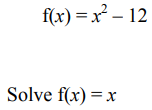 f(x) = x² – 12
Solve f(x) = x